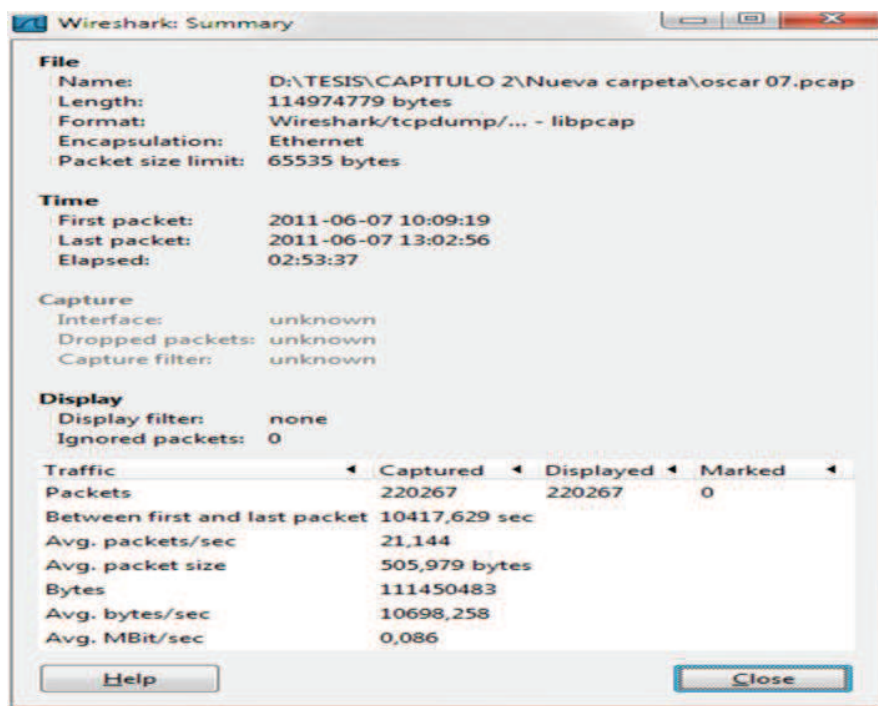 Wireshark: Summary
File
Name: D:\TESIS\CAPITULO 2\Nueva carpeta\oscar 07.pcap
Length: 114974779 bytes
Format: Wireshark/tcpdump/... - libpcap
Encapsulation: Ethernet
Packet size limit: 65535 bytes
Time
First packet: 2011-06-07 10:09:19
Last packet: 2011-06-07 13:02:56
Elapsed: 02:53:37
Capture
Interface: unknown
Dropped packets: unknown
Capture filter: unknown
Display
Display filter: none
Ignored packets: 0
Traffic Captured Displayed Marked
Packets 220267 220267 0
Between first and last packet 10417,629 sec
Avg. packets/sec 21,144
Avg. packet size 505,979 bytes
Bytes 111450483
Avg. bytes/sec 10698,258
Avg. MBit/sec 0,086
Help Close